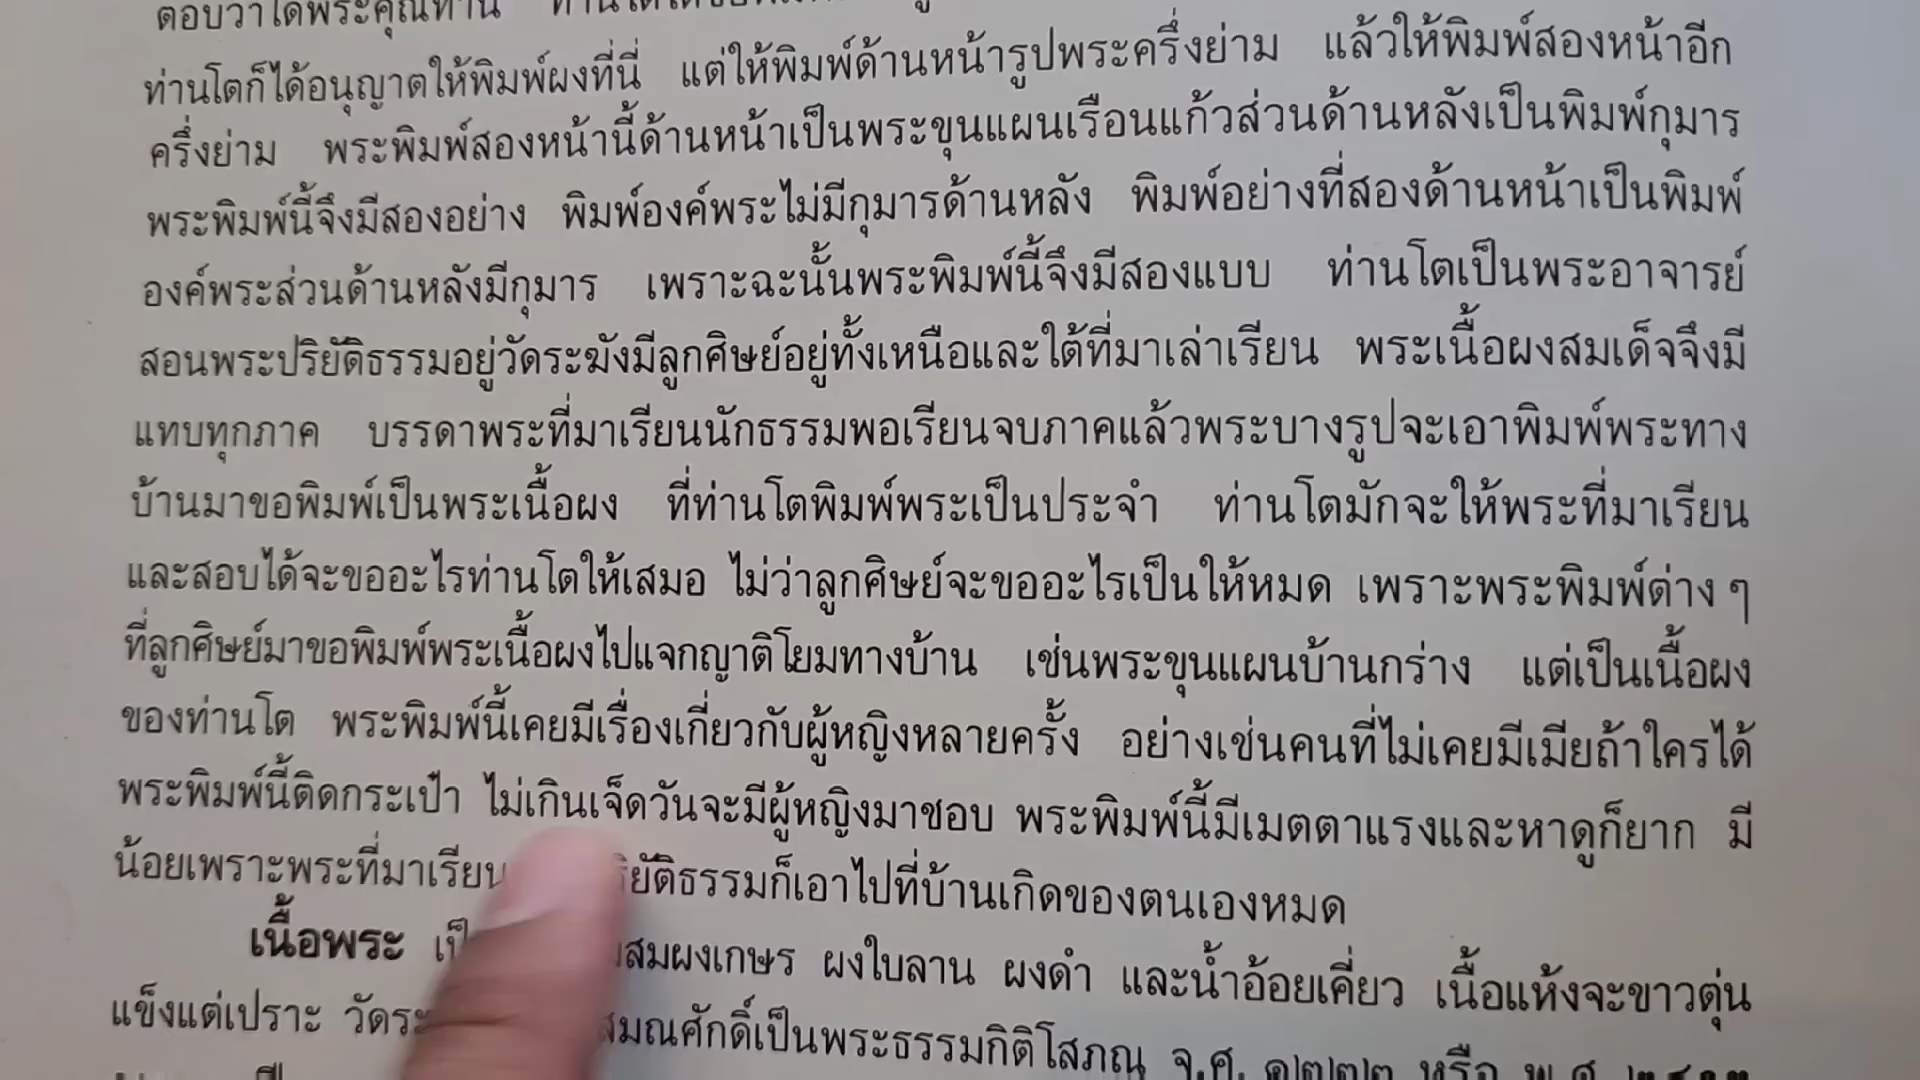 ตอบว่าได้พระคุณท่าน
ท่านโตก็ได้อนุญาตให้พิมพ์ผงที่นี่ แต่ให้พิมพ์ด้านหน้ารูปพระครึ่งย่าม แล้วให้พิมพ์สองหน้าอีก
ครึ่งย่าม พระพิมพ์สองหน้านี้ด้านหน้าเป็นพระขุนแผนเรือนแก้วส่วนด้านหลังเป็นพิมพ์กุมาร
พระพิมพ์นี้จึงมีสองอย่าง พิมพ์องค์พระไม่มีกุมารด้านหลัง พิมพ์อย่างที่สองด้านหน้าเป็นพิมพ์
องค์พระส่วนด้านหลังมีกุมาร เพราะฉะนั้นพระพิมพ์นี้จึงมีสองแบบ ท่านโตเป็นพระอาจารย์
สอนพระปริยัติธรรมอยู่วัดระฆังมีลูกศิษย์อยู่ทั้งเหนือและใต้ที่มาเล่าเรียน พระเนื้อผงสมเด็จจึงมี
แทบทุกภาค บรรดาพระที่มาเรียนนักธรรมพอเรียนจบภาคแล้วพระบางรูปจะเอาพิมพ์พระทาง
บ้านมาขอพิมพ์เป็นพระเนื้อผง ที่ท่านโตพิมพ์พระเป็นประจำ ท่านโตมักจะให้พระที่มาเรียน
และสอบได้จะขออะไรท่านโตให้เสมอ ไม่ว่าลูกศิษย์จะขออะไรเป็นให้หมด เพราะพระพิมพ์ต่าง ๆ
ที่ลูกศิษย์มาขอพิมพ์พระเนื้อผงไปแจกญาติโยมทางบ้าน เช่นพระขุนแผนบ้านกร่าง แต่เป็นเนื้อผง
ของท่านโต พระพิมพ์นี้เคยมีเรื่องเกี่ยวกับผู้หญิงหลายครั้ง อย่างเช่นคนที่ไม่เคยมีเมียถ้าใครได้
พระพิมพ์นี้ติดกระเป๋า ไม่เกินเจ็ดวันจะมีผู้หญิงมาชอบ พระพิมพ์นี้มีเมตตาแรงและหาดูก็ยาก มี
น้อยเพราะพระที่มาเรียน ริยัติธรรมก็เอาไปที่บ้านเกิดของตนเองหมด
เนื้อพระ สมผงเกษร ผงใบลาน ผงดำ และน้ำอ้อยเคี่ยว เนื้อแห้งจะขาวตุ่น
แข็งแต่เปราะ วัดระ สมณศักดิ์เป็นพระธรรมกิติโสภณ จ.ศ. ๑๒๒๒ หรือ พ.ศ.